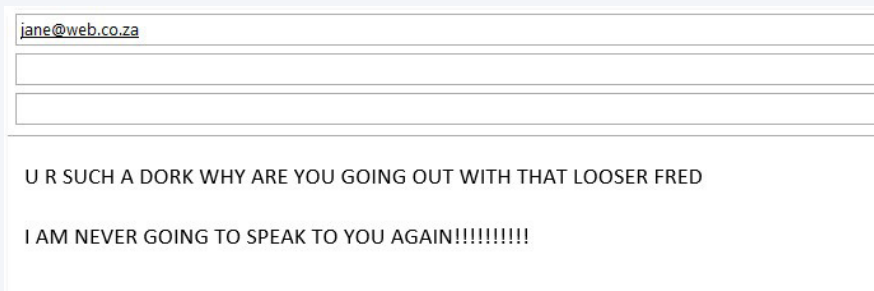 jane@web.co.za
U R SUCH A DORK WHY ARE YOU GOING OUT WITH THAT LOOSER FRED
I AM NEVER GOING TO SPEAK TO YOU AGAIN!!!!!!!!!!